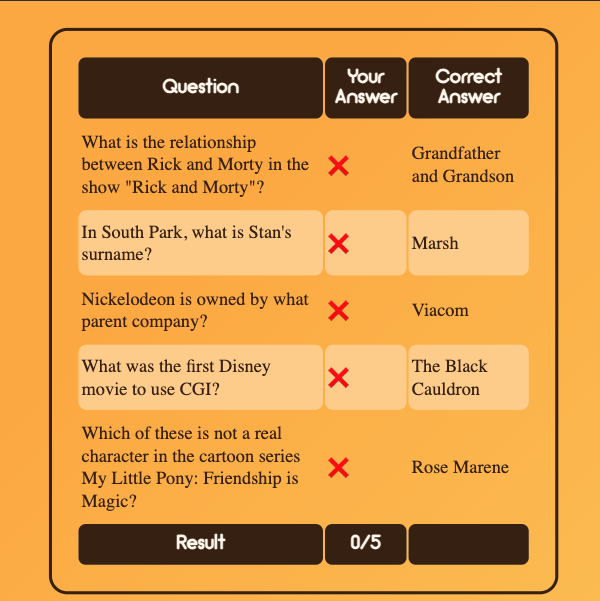 Question
Your
Answer
Correct
Answer
What is the relationship
between Rick and Morty in the
show "Rick and Morty"?
Grandfather
and Grandson
In South Park, what is Stan's
surname?
Marsh
Nickelodeon is owned by what
parent company?
Viacom
What was the first Disney
movie to use CGI?
The Black
Cauldron
Which of these is not a real
character in the cartoon series
My Little Pony: Friendship is
Magic?
Rose Marene
Result
0/5